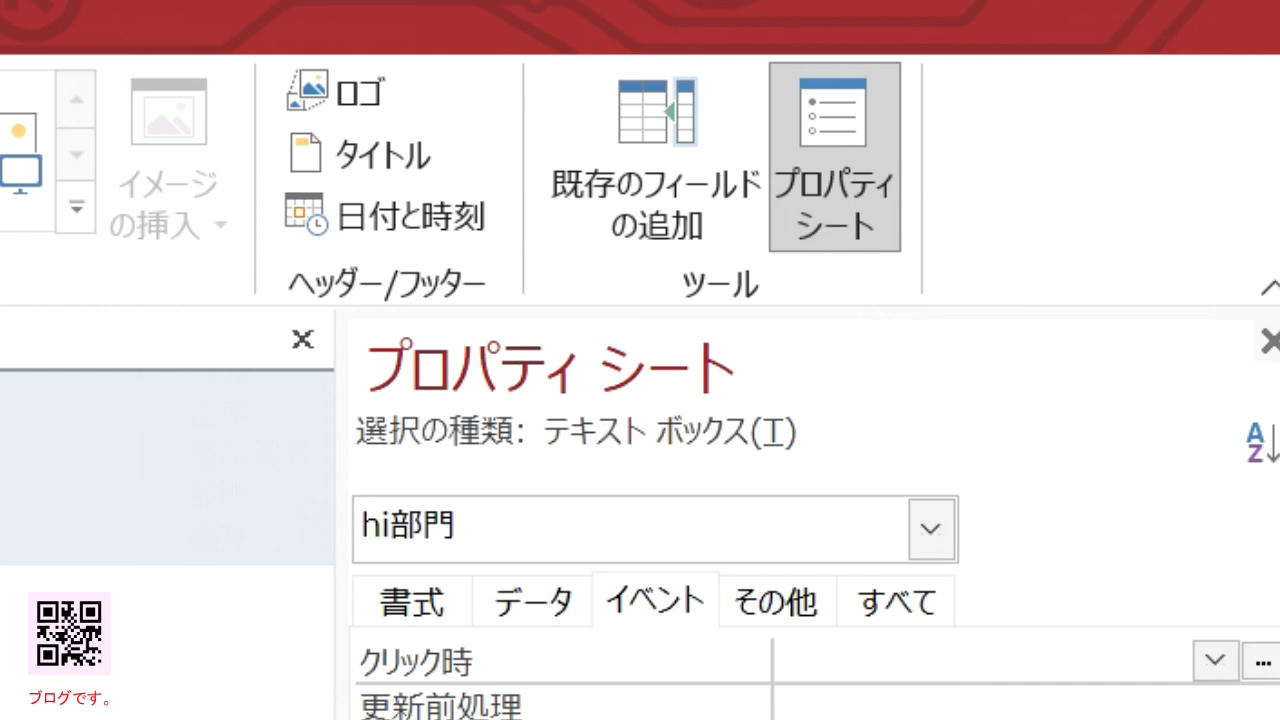 イメージ
の挿入
ロゴ
タイトル
日付と時刻
ヘッダー/フッター
既存のフィールド
の追加
プロパティ
シート
ツール
プロパティ シート
選択の種類: テキスト ボックス(T)
A
Z
hi部門
書式 データ イベント その他 すべて
クリック時
...
更新前処理
ブログです。